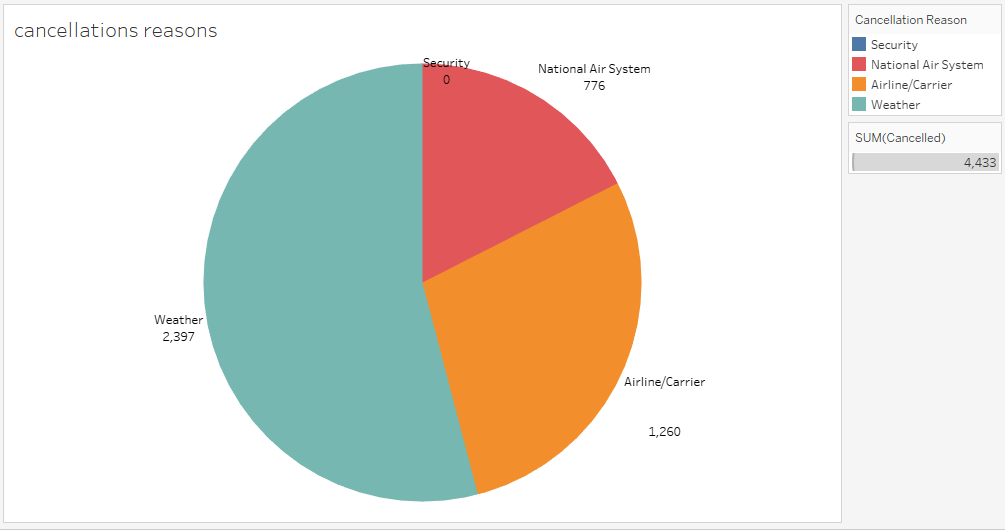 cancellations reasons
Security
0
National Air System
776
Weather
2,397
Airline/Carrier
1,260
Cancellation Reason
Security
National Air System
Airline/Carrier
Weather
SUM(Cancelled)
4,433